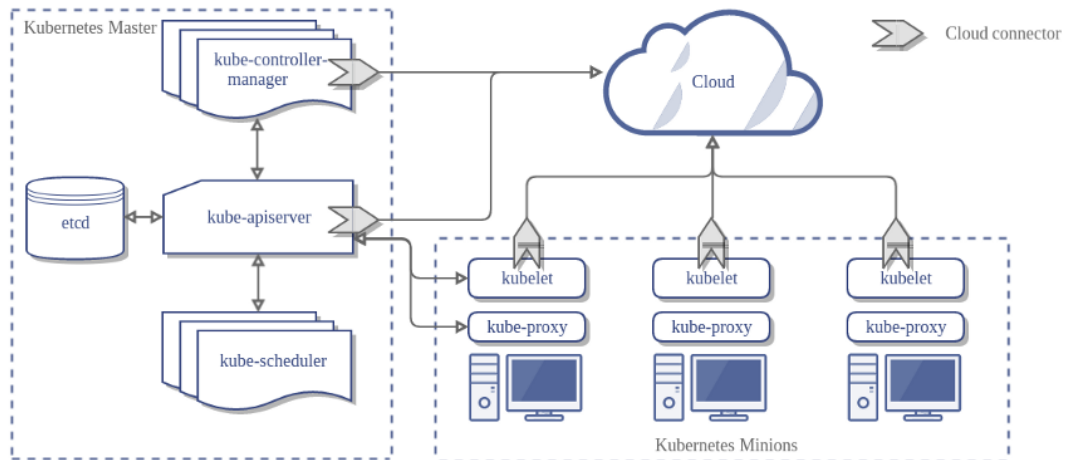 Kubernetes Master
kube-controller-
manager
Cloud
Cloud connector
etcd
kube-apiserver
kubelet
kubelet
kubelet
kube-proxy
kube-proxy
kube-proxy
kube-scheduler
Kubernetes Minions